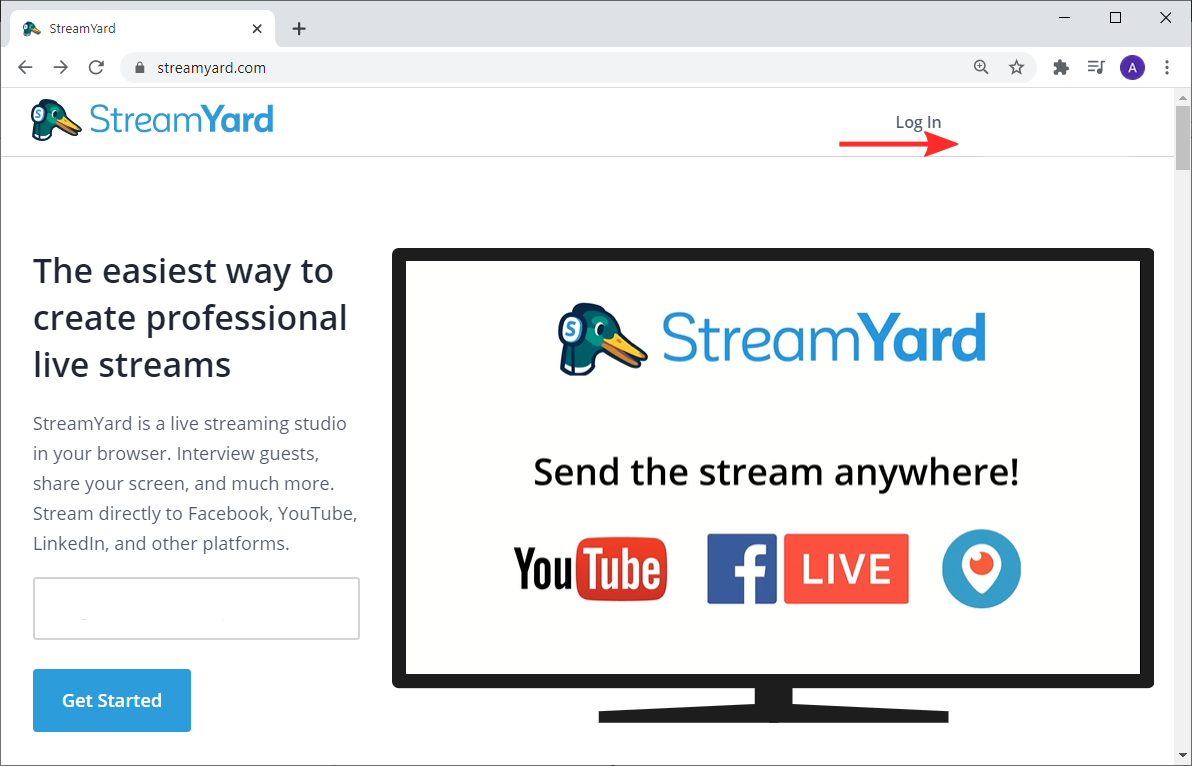 StreamYard
streamyard.com
A
S StreamYard
Log In
The easiest way to
create professional
live streams
StreamYard is a live streaming studio
in your browser. Interview guests,
share your screen, and much more.
Stream directly to Facebook, YouTube,
LinkedIn, and other platforms.
Get Started
S StreamYard
Send the stream anywhere!
YouTube f LIVE